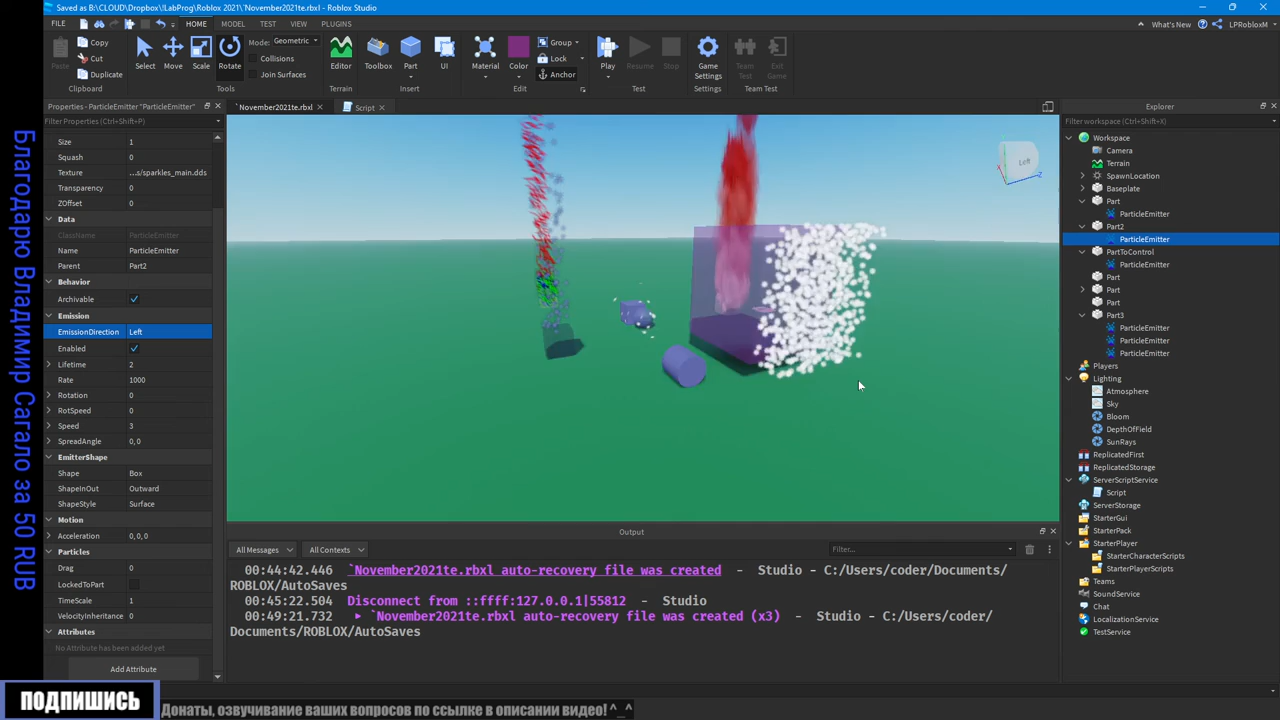 Saved as B:\CLOUD\Dropbox\!LabProg\Roblox 2021\`November2021te.rbxl - Roblox Studio
FILE HOME MODEL TEST VIEW PLUGINS
What's New LPRobloxM
Paste Copy Cut Duplicate
Select Move Scale Rotate
Mode: Geometric
Collisions
Join Surfaces
Editor Toolbox Part UI Material Color
Group
Lock
Anchor
Play Resume Stop Game Settings Team Test Exit Game
Clipboard Tools Terrain Insert Edit Test Settings Team Test
Properties - ParticleEmitter "ParticleEmitter"
Filter Properties (Ctrl+Shift+P)
Size 1
Squash 0
Texture ...s/sparkles_main.dds
Transparency 0
ZOffset 0
Data
ClassName ParticleEmitter
Name ParticleEmitter
Parent Part2
Behavior
Archivable
Emission
EmissionDirection Left
Enabled
Lifetime 2
Rate 1000
Rotation 0
RotSpeed 0
Speed 3
SpreadAngle 0, 0
EmitterShape
Shape Box
ShapeInOut Outward
ShapeStyle Surface
Motion
Acceleration 0, 0, 0
Particles
Drag 0
LockedToPart
TimeScale 1
VelocityInheritance 0
Attributes
No Attribute has been added yet
Add Attribute
`November2021te.rbxl Script
Left
Output
All Messages All Contexts Filter...
00:44:42.446 `November2021te.rbxl auto-recovery file was created - Studio - C:/Users/coder/Documents/
ROBLOX/AutoSaves
00:45:22.504 Disconnect from ::ffff:127.0.0.1|55812 - Studio
00:49:21.732 ▶ `November2021te.rbxl auto-recovery file was created (x3) - Studio - C:/Users/coder/
Documents/ROBLOX/AutoSaves
Explorer
Filter workspace (Ctrl+Shift+X)
Workspace
Camera
Terrain
SpawnLocation
Baseplate
Part
ParticleEmitter
Part2
ParticleEmitter
PartToControl
ParticleEmitter
Part
Part
Part
Part3
ParticleEmitter
ParticleEmitter
ParticleEmitter
Players
Lighting
Atmosphere
Sky
Bloom
DepthOfField
SunRays
ReplicatedFirst
ReplicatedStorage
ServerScriptService
Script
ServerStorage
StarterGui
StarterPack
StarterPlayer
StarterCharacterScripts
StarterPlayerScripts
Teams
SoundService
Chat
LocalizationService
TestService
Благодарю Владимир Сагало за 50 RUB
ПОДПИШИСЬ
Донаты, озвучивание ваших вопросов по ссылке в описании видео! ^_^